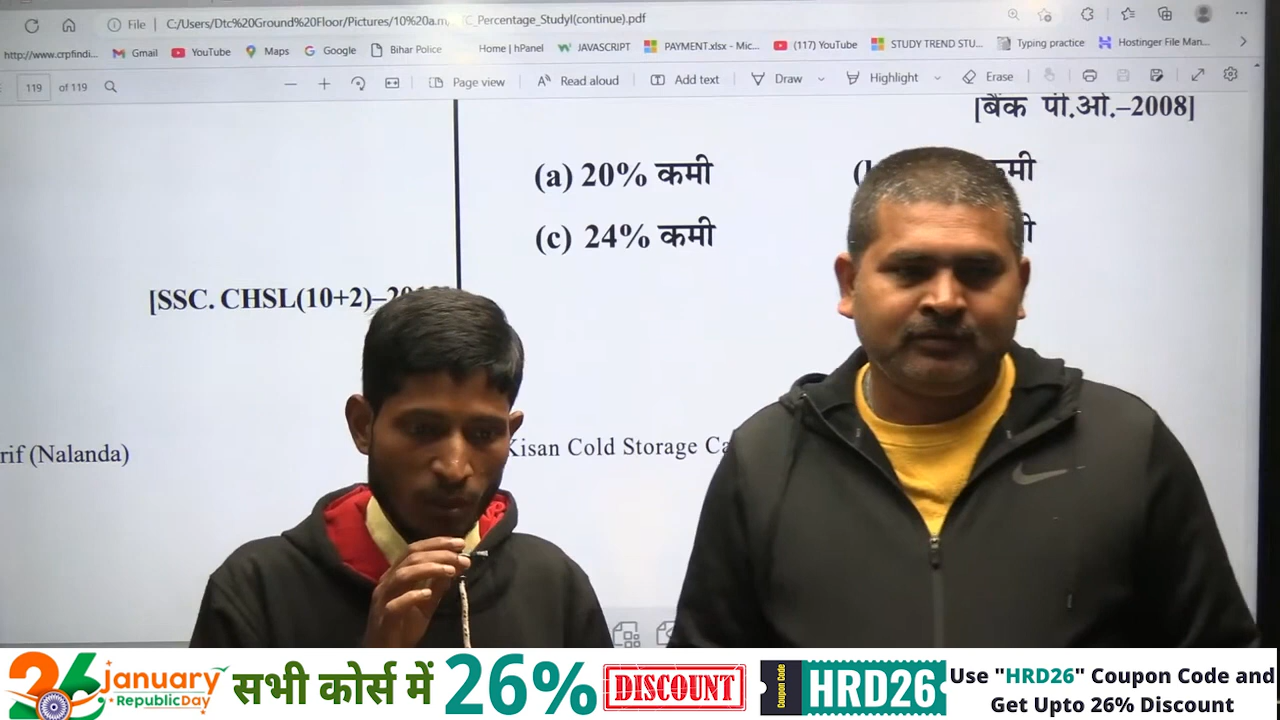 File C:/Users/Dtc%20Ground%20Floor/Pictures/10%20a.m C_Percentage_Studyl(continue).pdf
http://www.crpfindi... Gmail YouTube Maps Google Bihar Police Home | hPanel JAVASCRIPT PAYMENT.xlsx - Mic... (117) YouTube STUDY TREND STU... Typing practice Hostinger File Man...
119 of 119 Page view Read aloud Add text Draw Highlight Erase
[बैंक पी.ओ.–2008]
(a) 20% कमी
(c) 24% कमी
[SSC. CHSL(10+2)–
(Nalanda)
Kisan Cold Storage
26 january
RepublicDay
सभी कोर्स में 26% DISCOUNT
Coupon Code HRD26
Use "HRD26" Coupon Code and
Get Upto 26% Discount